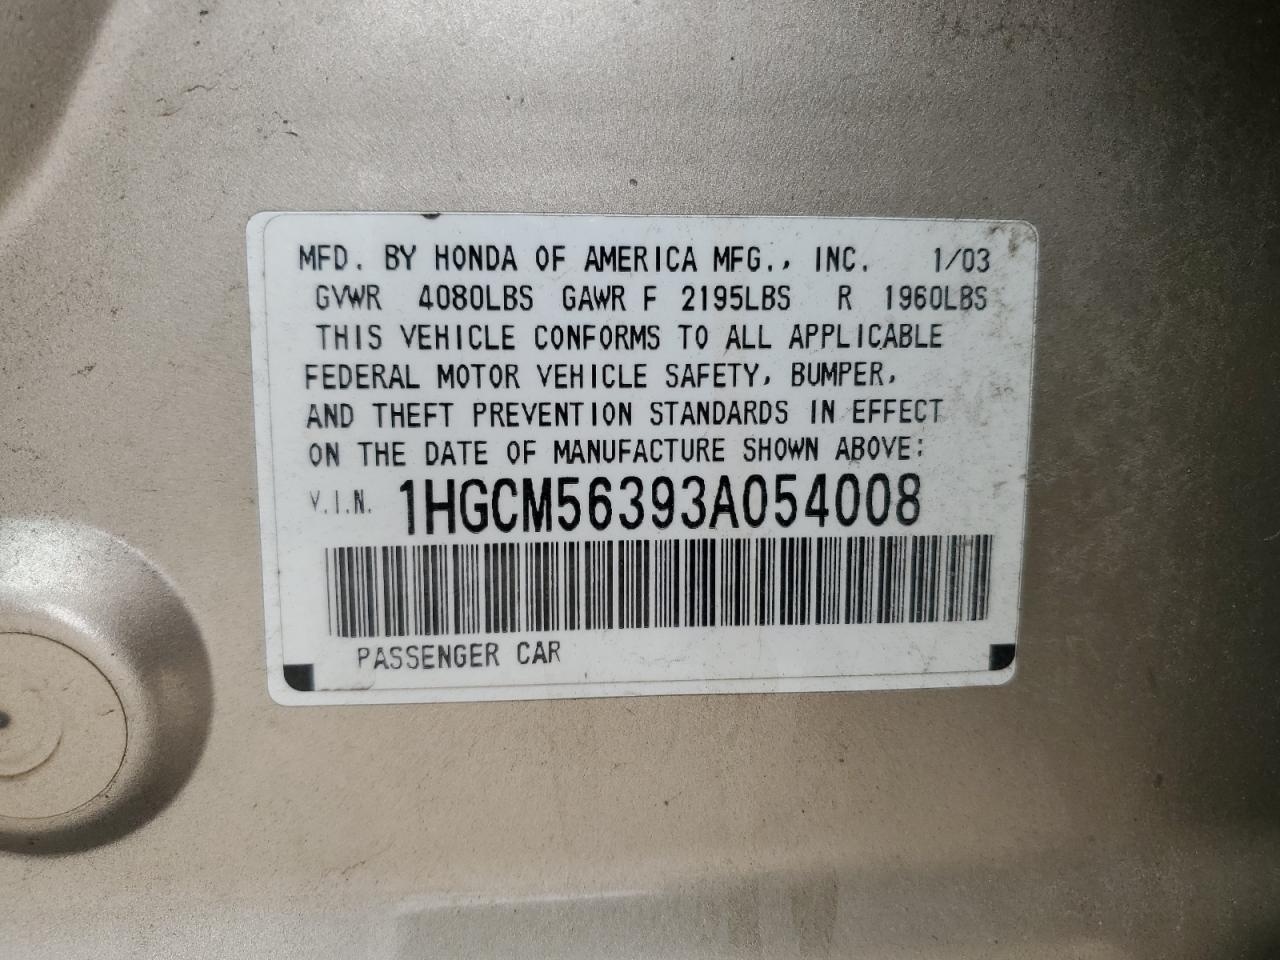 MFD. BY HONDA OF AMERICA MFG., INC. 1/03
GVWR 4080LBS GAWR F 2195LBS R 1960LBS
THIS VEHICLE CONFORMS TO ALL APPLICABLE
FEDERAL MOTOR VEHICLE SAFETY, BUMPER,
AND THEFT PREVENTION STANDARDS IN EFFECT
ON THE DATE OF MANUFACTURE SHOWN ABOVE:
V.I.N. 1HGCM56393A054008
PASSENGER CAR